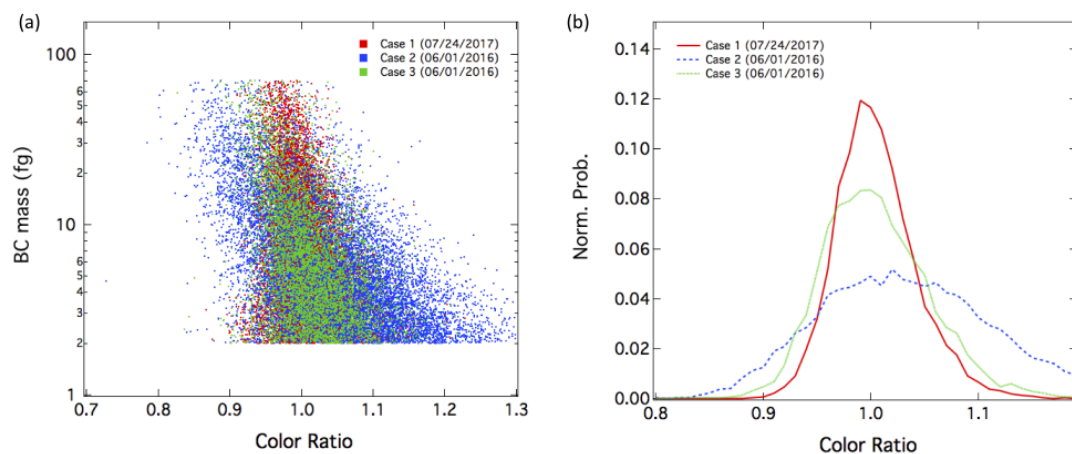 (a)
100
6
4
2
10
6
4
2
1
BC mass (fg)
Case 1 (07/24/2017)
Case 2 (06/01/2016)
Case 3 (06/01/2016)
0.7 0.8 0.9 1.0 1.1 1.2 1.3
Color Ratio
(b)
0.14
0.12
0.10
0.08
0.06
0.04
0.02
0.00
Norm. Prob.
Case 1 (07/24/2017)
Case 2 (06/01/2016)
Case 3 (06/01/2016)
0.8 0.9 1.0 1.1
Color Ratio